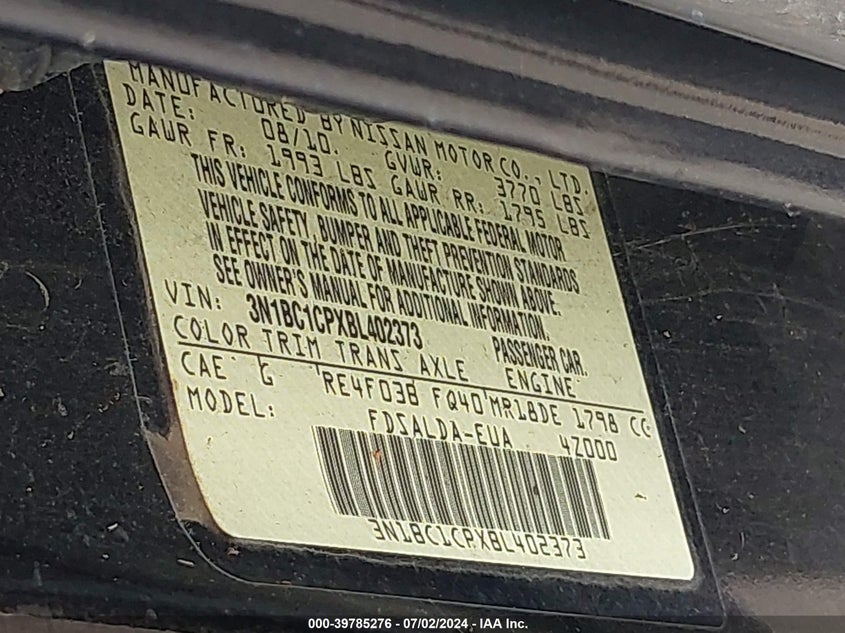 MANUFACTURED BY NISSAN MOTOR CO., LTD.
DATE: 08/10. GVWR: 3770 LBS
GAWR FR: 1993 LBS GAWR RR: 1795 LBS
THIS VEHICLE CONFORMS TO ALL APPLICABLE FEDERAL MOTOR
VEHICLE SAFETY, BUMPER AND THEFT PREVENTION STANDARDS
IN EFFECT ON THE DATE OF MANUFACTURE SHOWN ABOVE.
SEE OWNER'S MANUAL FOR ADDITIONAL INFORMATION.
VIN: 3N1BC1CPXBL402373 PASSENGER CAR.
COLOR TRIM TRANS AXLE ENGINE
CAE G RE4F03B FQ40 MR18DE 1798 CC
MODEL: FDSALDA-EUA 4Z000
3N1BC1CPXBL402373
000-39785276 - 07/02/2024 - IAA Inc.